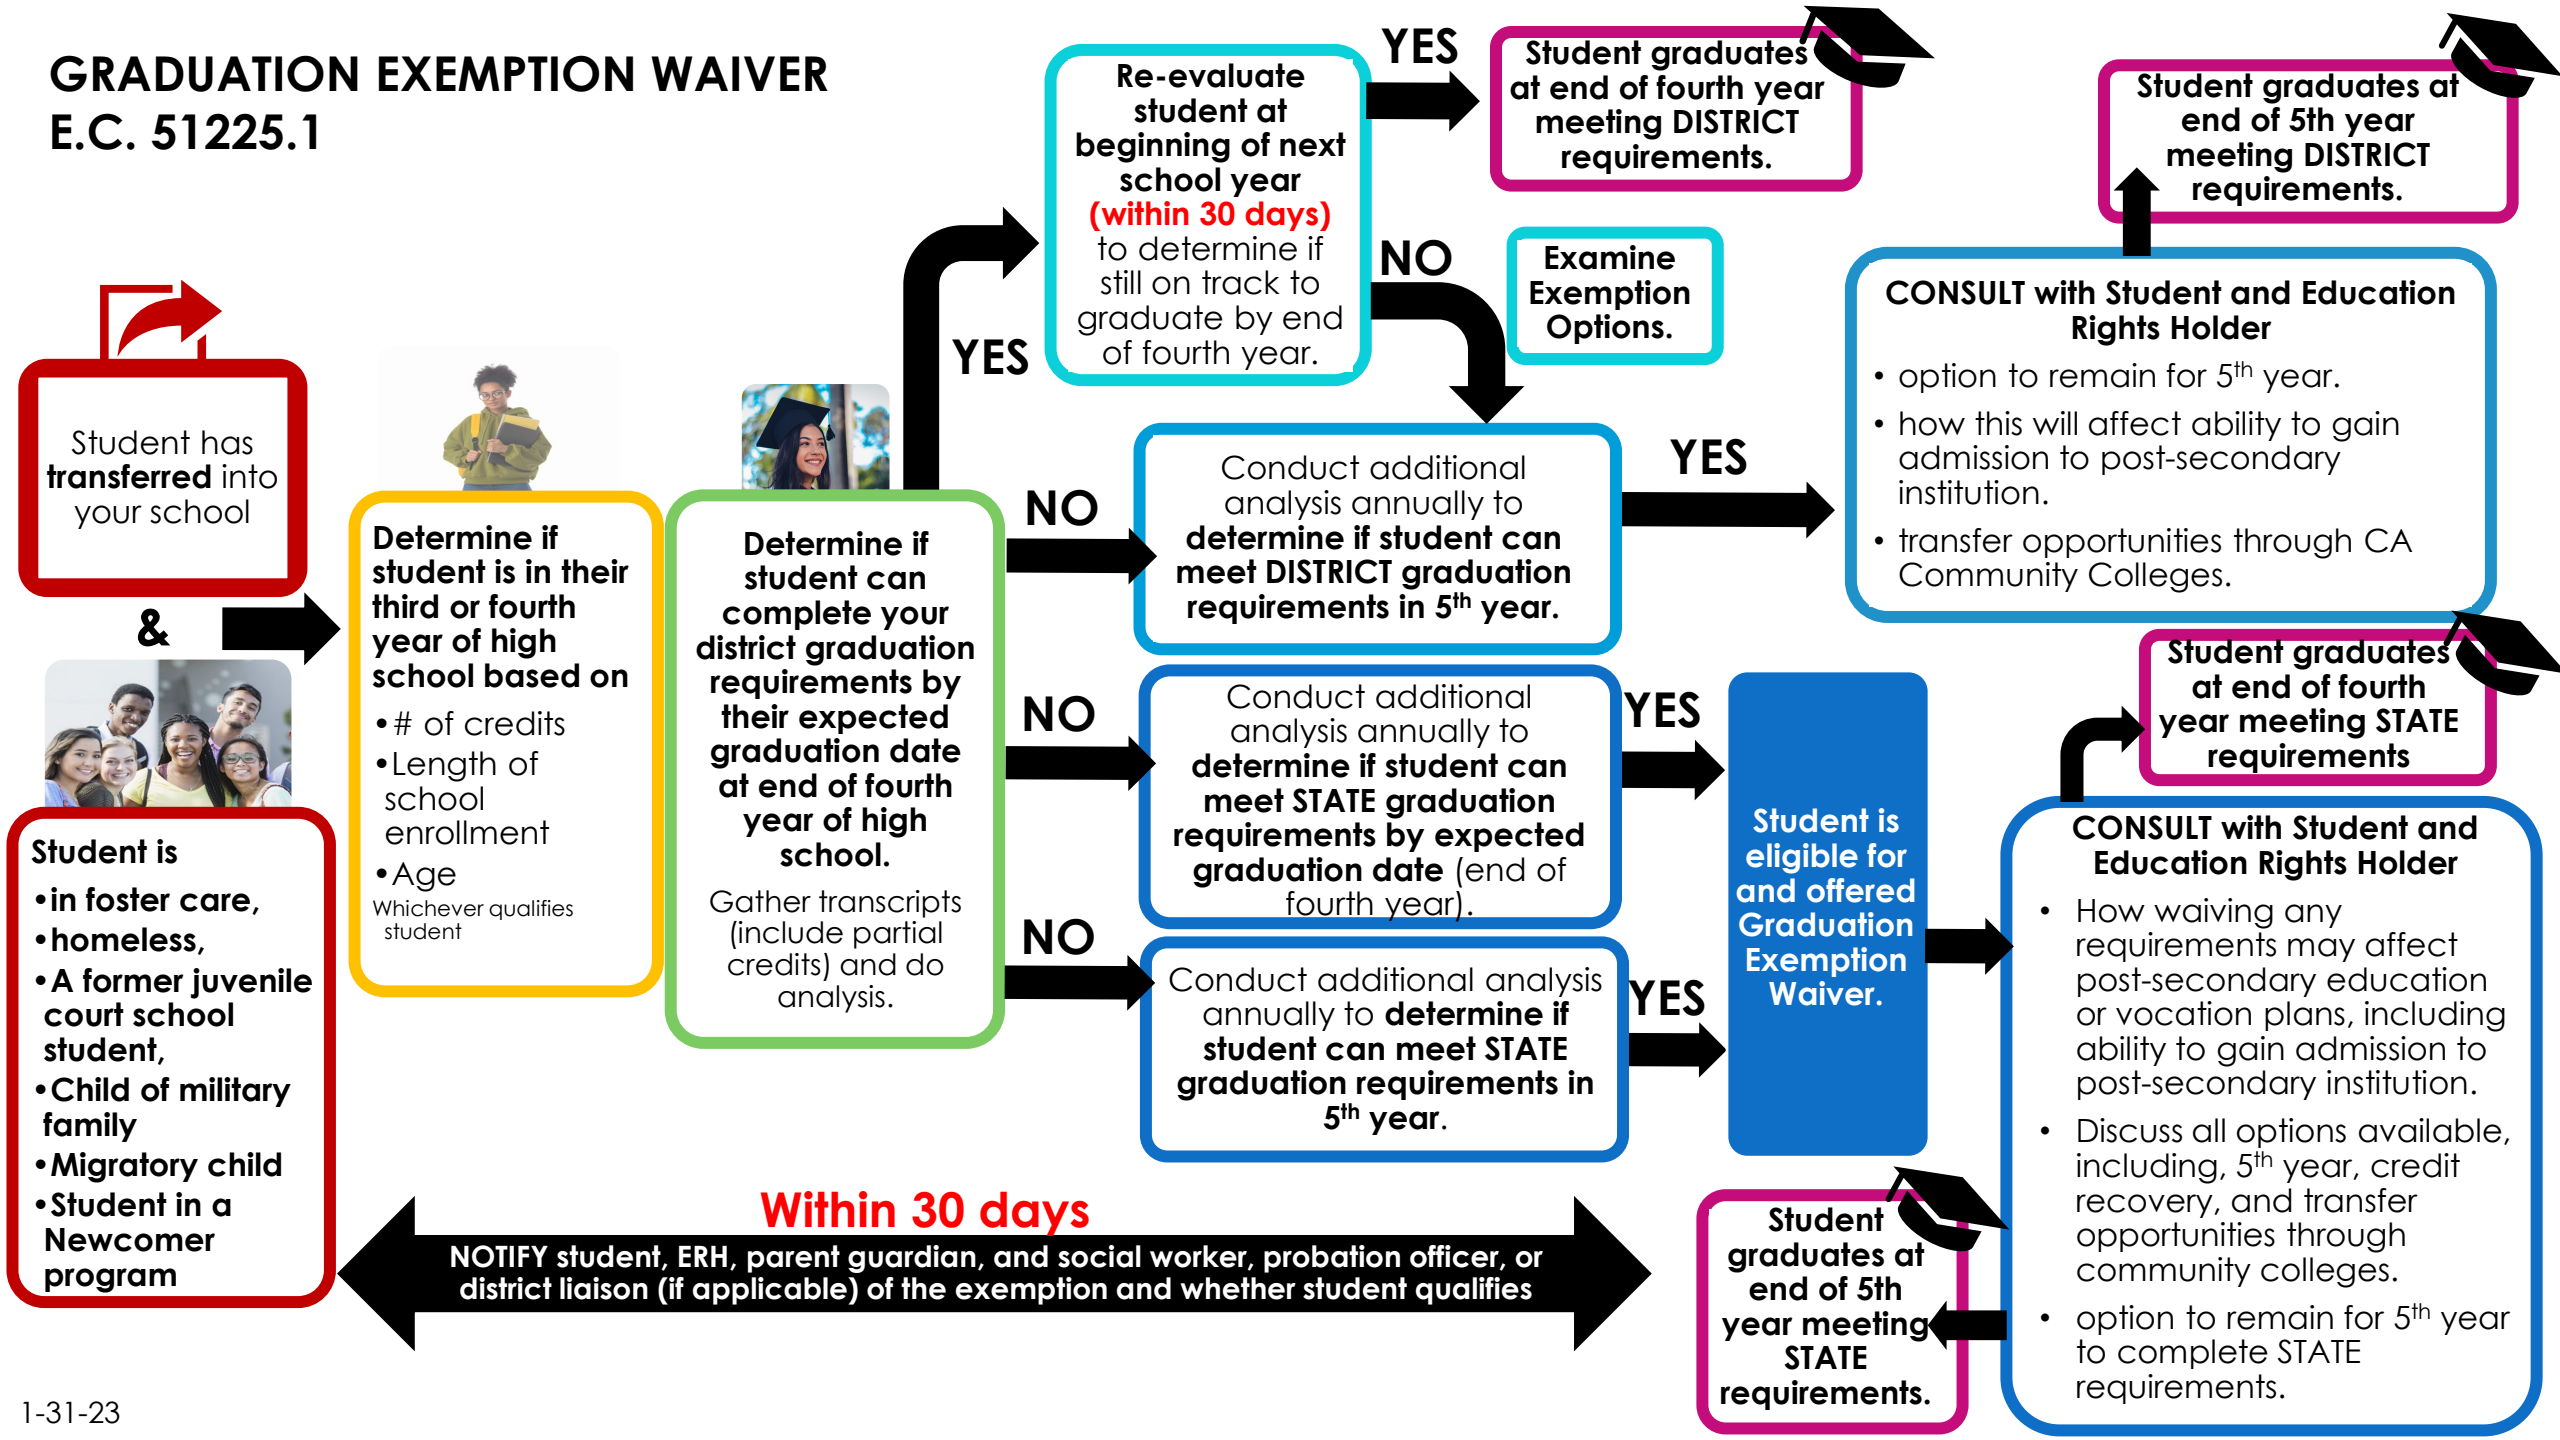 GRADUATION EXEMPTION WAIVER
E.C. 51225.1
Student has
transferred into
your school
&
Student is
•in foster care,
•homeless,
•A former juvenile
court school
student,
•Child of military
family
•Migratory child
•Student in a
Newcomer
program
Determine if
student is in their
third or fourth
year of high
school based on
•# of credits
•Length of
school
enrollment
•Age
Whichever qualifies
student
Determine if
student can
complete your
district graduation
requirements by
their expected
graduation date
at end of fourth
year of high
school.
Gather transcripts
(include partial
credits) and do
analysis.
YES
Re-evaluate
student at
beginning of next
school year
(within 30 days)
to determine if
still on track to
graduate by end
of fourth year.
YES
Student graduates
at end of fourth year
meeting DISTRICT
requirements.
NO
Examine
Exemption
Options.
NO
Conduct additional
analysis annually to
determine if student can
meet DISTRICT graduation
requirements in 5th year.
YES
CONSULT with Student and Education
Rights Holder
• option to remain for 5th year.
• how this will affect ability to gain
admission to post-secondary
institution.
• transfer opportunities through CA
Community Colleges.
Student graduates at
end of 5th year
meeting DISTRICT
requirements.
NO
Conduct additional
analysis annually to
determine if student can
meet STATE graduation
requirements by expected
graduation date (end of
fourth year).
YES
NO
Conduct additional analysis
annually to determine if
student can meet STATE
graduation requirements in
5th year.
YES
Student is
eligible for
and offered
Graduation
Exemption
Waiver.
CONSULT with Student and
Education Rights Holder
• How waiving any
requirements may affect
post-secondary education
or vocation plans, including
ability to gain admission to
post-secondary institution.
• Discuss all options available,
including, 5th year, credit
recovery, and transfer
opportunities through
community colleges.
• option to remain for 5th year
to complete STATE
requirements.
Student graduates
at end of fourth
year meeting STATE
requirements
Student
graduates at
end of 5th
year meeting
STATE
requirements.
Within 30 days
NOTIFY student, ERH, parent guardian, and social worker, probation officer, or
district liaison (if applicable) of the exemption and whether student qualifies
1-31-23